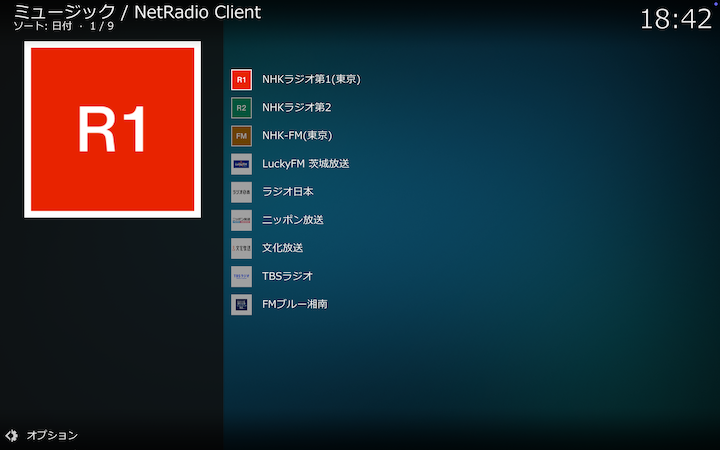 ミュージック / NetRadio Client
ソート: 日付 · 1 / 9
18:42
R1
R1 NHKラジオ第1(東京)
R2 NHKラジオ第2
FM NHK-FM(東京)
LuckyFM 茨城放送
ラジオ日本
ニッポン放送
文化放送
TBSラジオ
FMブルー湘南
オプション